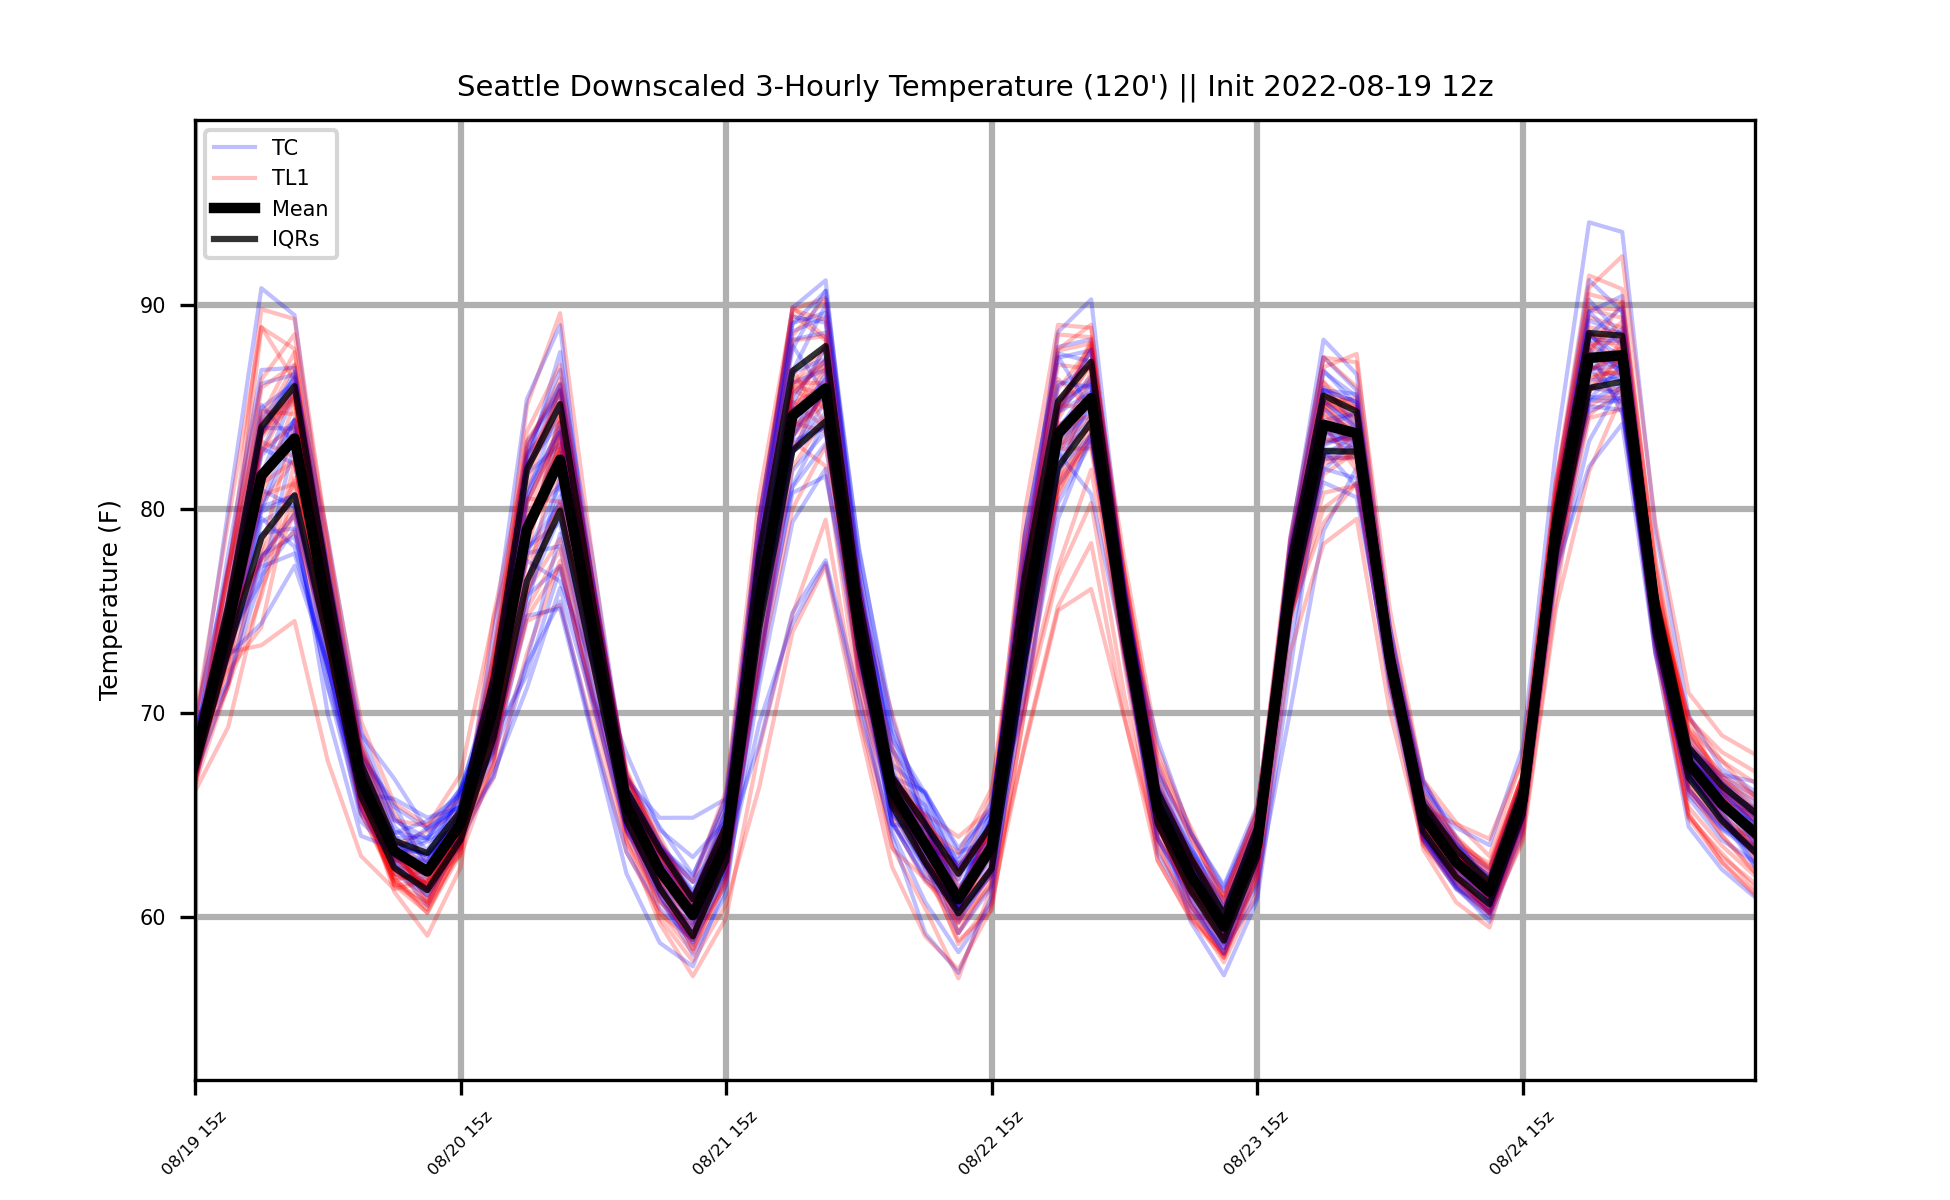 Seattle Downscaled 3-Hourly Temperature (120') || Init 2022-08-19 12z
TC
TL1
Mean
IQRs
Temperature (F)
90
80
70
60
08/19 15z
08/20 15z
08/21 15z
08/22 15z
08/23 15z
08/24 15z